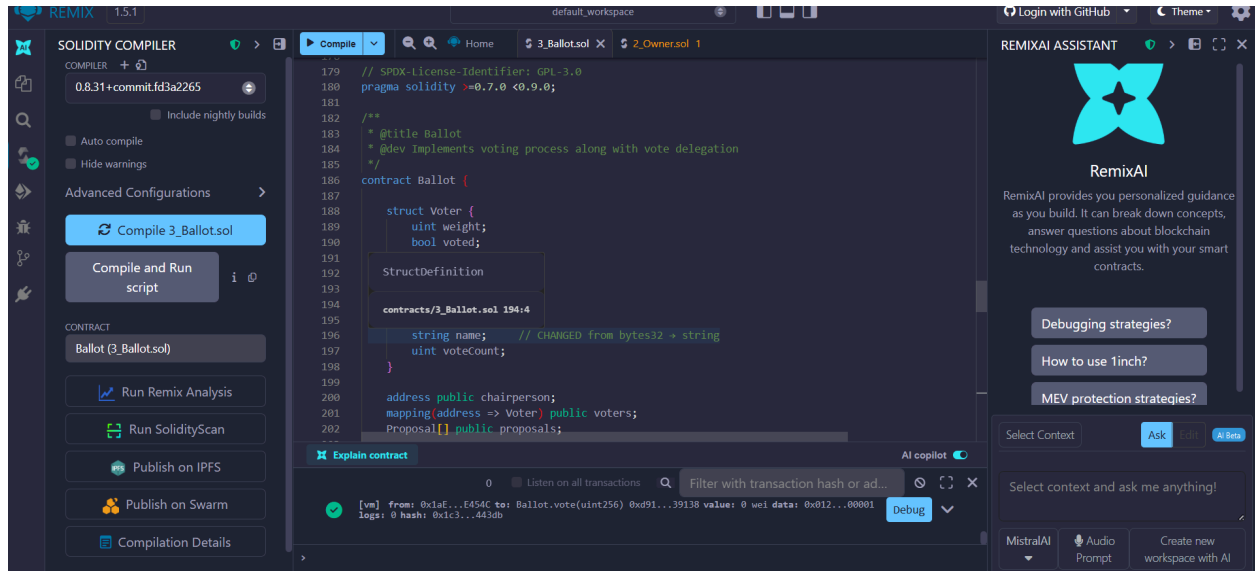 REMIX 1.5.1
default_workspace
Login with GitHub
Theme
AI
SOLIDITY COMPILER
COMPILER
0.8.31+commit.fd3a2265
Include nightly builds
Auto compile
Hide warnings
Advanced Configurations
Compile 3_Ballot.sol
Compile and Run
script
i
CONTRACT
Ballot (3_Ballot.sol)
Run Remix Analysis
Run SolidityScan
IPFS
Publish on IPFS
Publish on Swarm
Compilation Details
Compile
Home
3_Ballot.sol
2_Owner.sol 1
179 // SPDX-License-Identifier: GPL-3.0
180 pragma solidity >=0.7.0 <0.9.0;
181
182 /**
183 * @title Ballot
184 * @dev Implements voting process along with vote delegation
185 */
186 contract Ballot {
187
188 struct Voter {
189 uint weight;
190 bool voted;
191
192 StructDefinition
193
194 contracts/3_Ballot.sol 194:4
195
196 string name; // CHANGED from bytes32 → string
197 uint voteCount;
198 }
199
200 address public chairperson;
201 mapping(address => Voter) public voters;
202 Proposal[] public proposals;
Explain contract
AI copilot
0
Listen on all transactions
Filter with transaction hash or ad...
[vm] from: 0x1aE...E454C to: Ballot.vote(uint256) 0xd91...39138 value: 0 wei data: 0x012...00001
logs: 0 hash: 0x1c3...443db
Debug
>
REMIXAI ASSISTANT
RemixAI
RemixAI provides you personalized guidance
as you build. It can break down concepts,
answer questions about blockchain
technology and assist you with your smart
contracts.
Debugging strategies?
How to use 1inch?
MEV protection strategies?
Select Context
Ask
Edit
AI Beta
Select context and ask me anything!
MistralAI
Audio
Prompt
Create new
workspace with AI